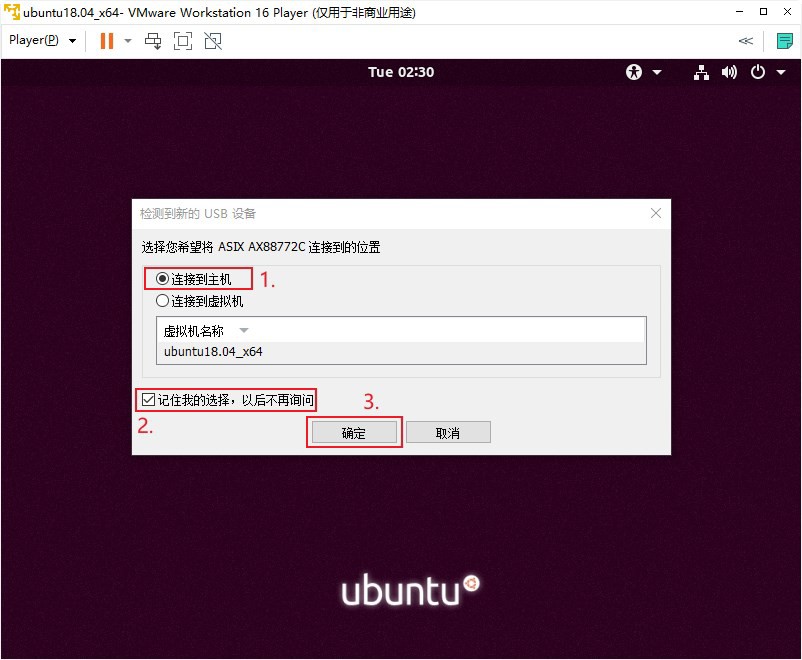 ubuntu18.04_x64- VMware Workstation 16 Player (仅用于非商业用途)
Player(P)
Tue 02:30
检测到新的 USB 设备
选择您希望将 ASIX AX88772C 连接到的位置
连接到主机 1.
连接到虚拟机
虚拟机名称
ubuntu18.04_x64
记住我的选择，以后不再询问
2.
3.
确定 取消
ubuntu